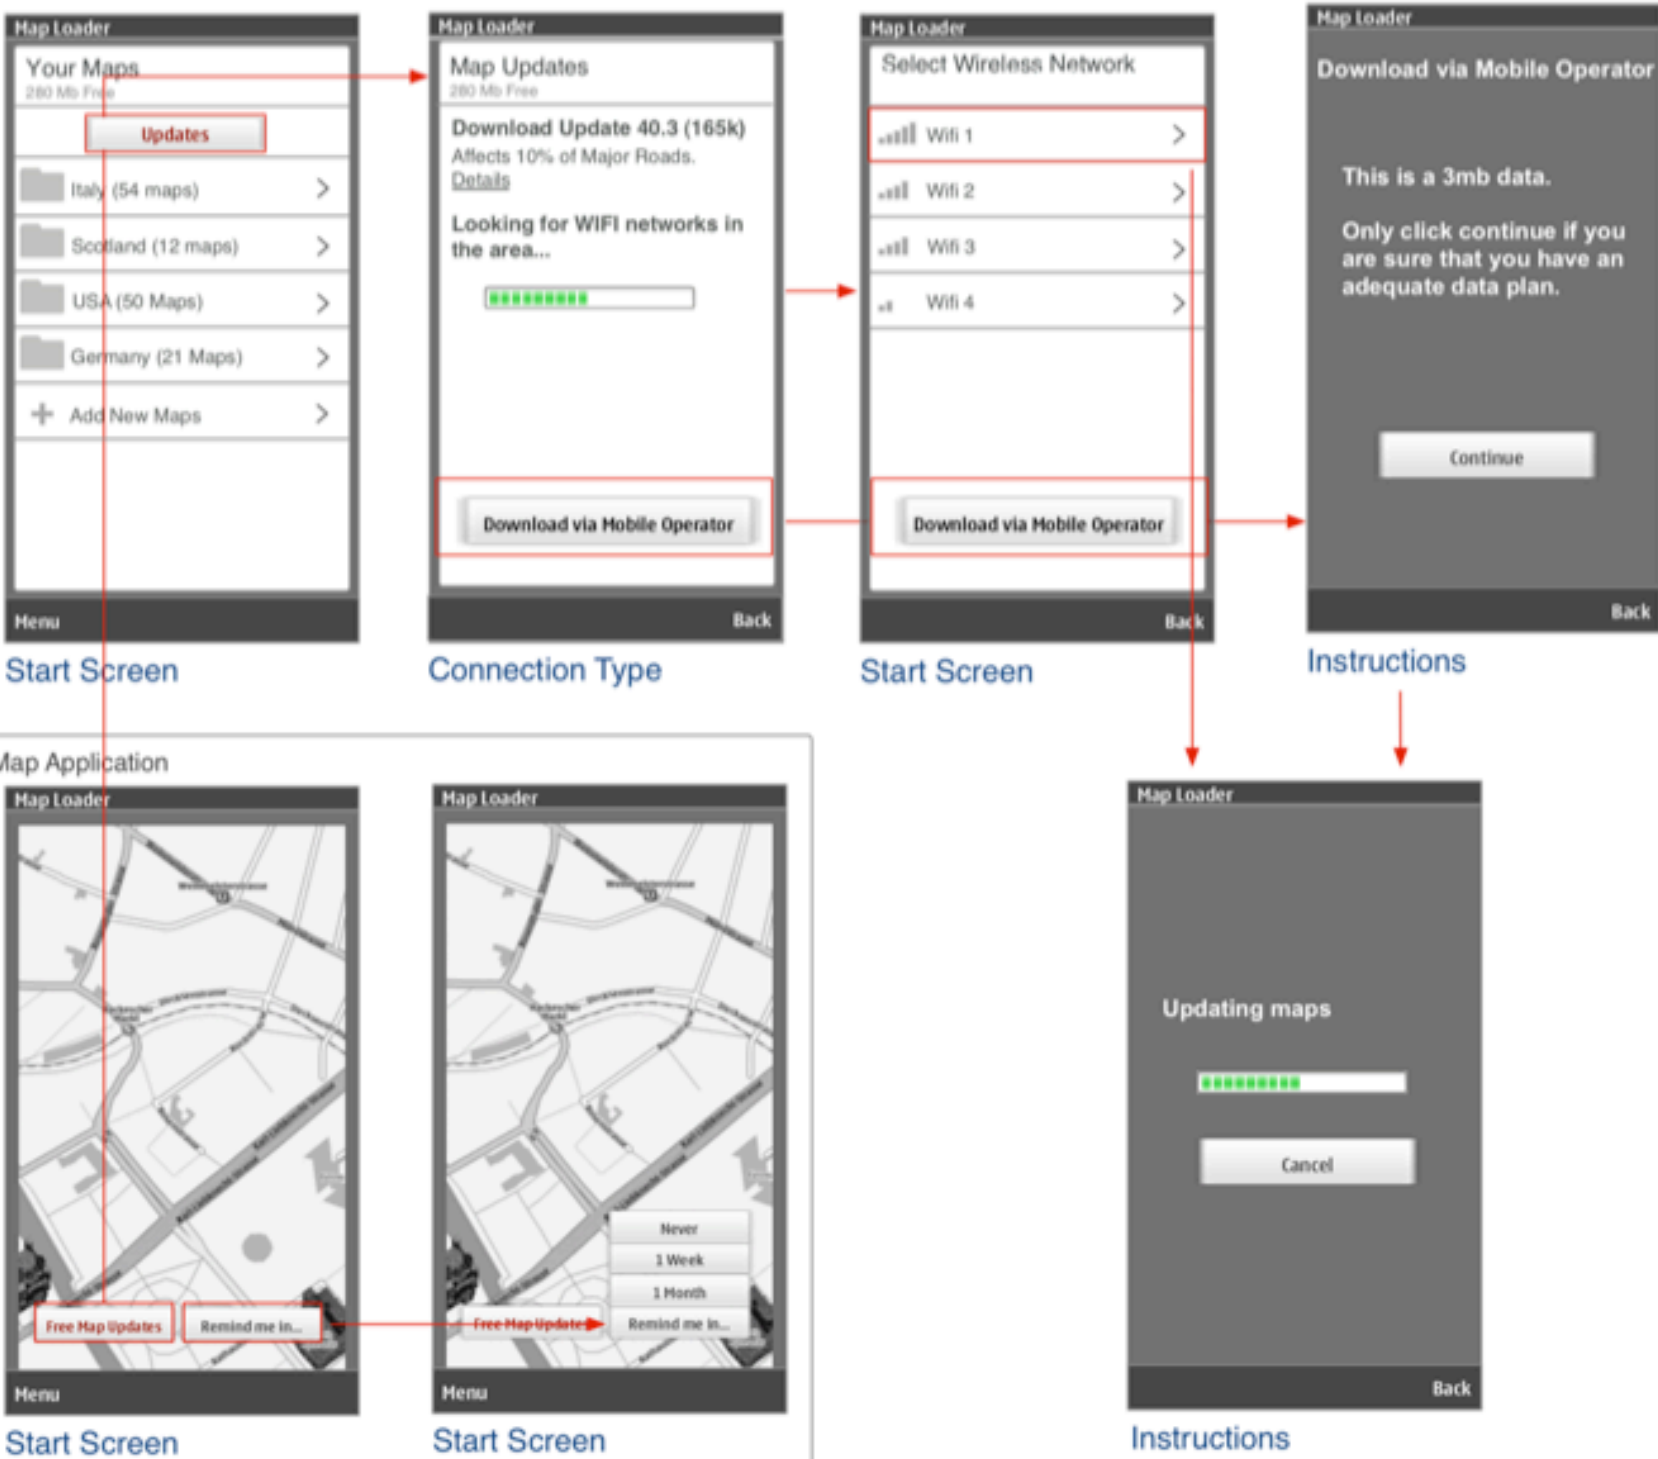 Map Loader
Your Maps
280 Mb Free
Updates
Italy (54 maps)
Scotland (12 maps)
USA (50 Maps)
Germany (21 Maps)
Add New Maps
Menu
Start Screen
Map Loader
Map Updates
280 Mb Free
Download Update 40.3 (165k)
Affects 10% of Major Roads.
Details
Looking for WIFI networks in
the area...
Download via Mobile Operator
Back
Connection Type
Map Loader
Select Wireless Network
Wifi 1
Wifi 2
Wifi 3
Wifi 4
Download via Mobile Operator
Back
Start Screen
Map Loader
Download via Mobile Operator
This is a 3mb data.
Only click continue if you
are sure that you have an
adequate data plan.
Continue
Back
Instructions
Map Application
Map Loader
Karl-Liebknecht-Strasse
Free Map Updates
Remind me in...
Menu
Start Screen
Map Loader
Karl-Liebknecht-Strasse
Never
1 Week
1 Month
Free Map Updates
Remind me in...
Menu
Start Screen
Map Loader
Updating maps
Cancel
Back
Instructions